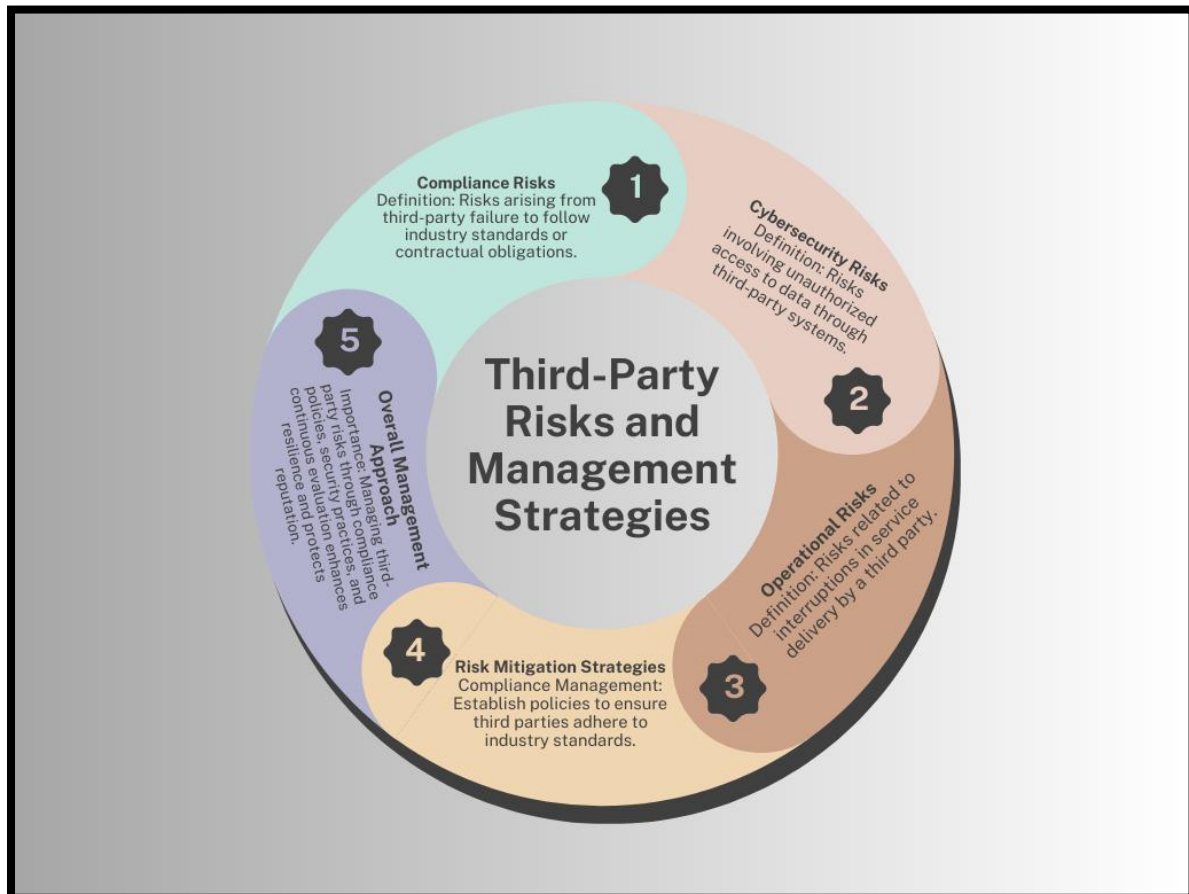 Third-Party
Risks and
Management
Strategies
1
Compliance Risks
Definition: Risks arising from
third-party failure to follow
industry standards or
contractual obligations.
2
Cybersecurity Risks
Definition: Risks
involving unauthorized
access to data through
third-party systems.
3
Operational Risks
Definition: Risks related to
interruptions in service
delivery by a third party.
4
Risk Mitigation Strategies
Compliance Management:
Establish policies to ensure
third parties adhere to
industry standards.
5
Overall Management
Approach
Importance: Managing third-
party risks through compliance
policies, security practices, and
continuous evaluation enhances
resilience and protects
reputation.